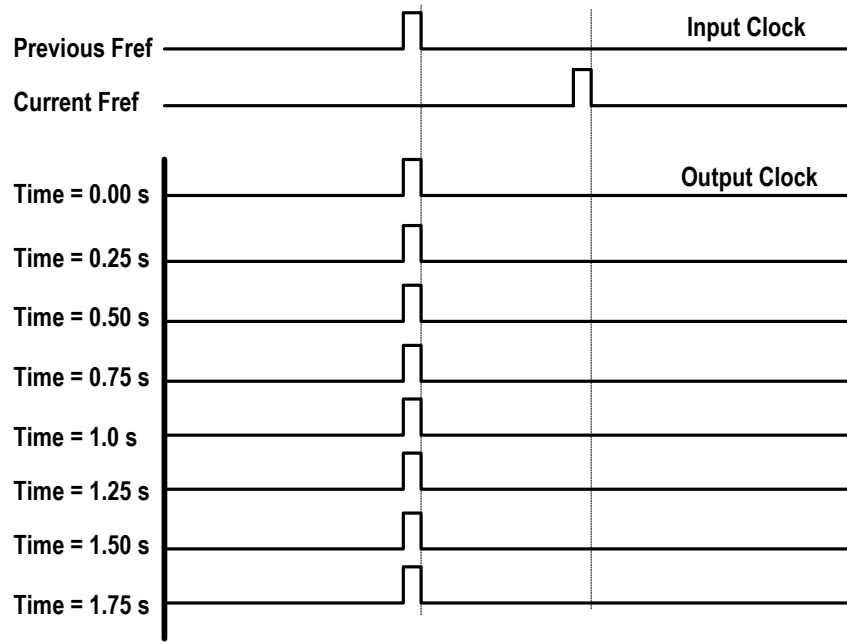 Input Clock
Previous Fref
Current Fref
Output Clock
Time = 0.00 s
Time = 0.25 s
Time = 0.50 s
Time = 0.75 s
Time = 1.0 s
Time = 1.25 s
Time = 1.50 s
Time = 1.75 s